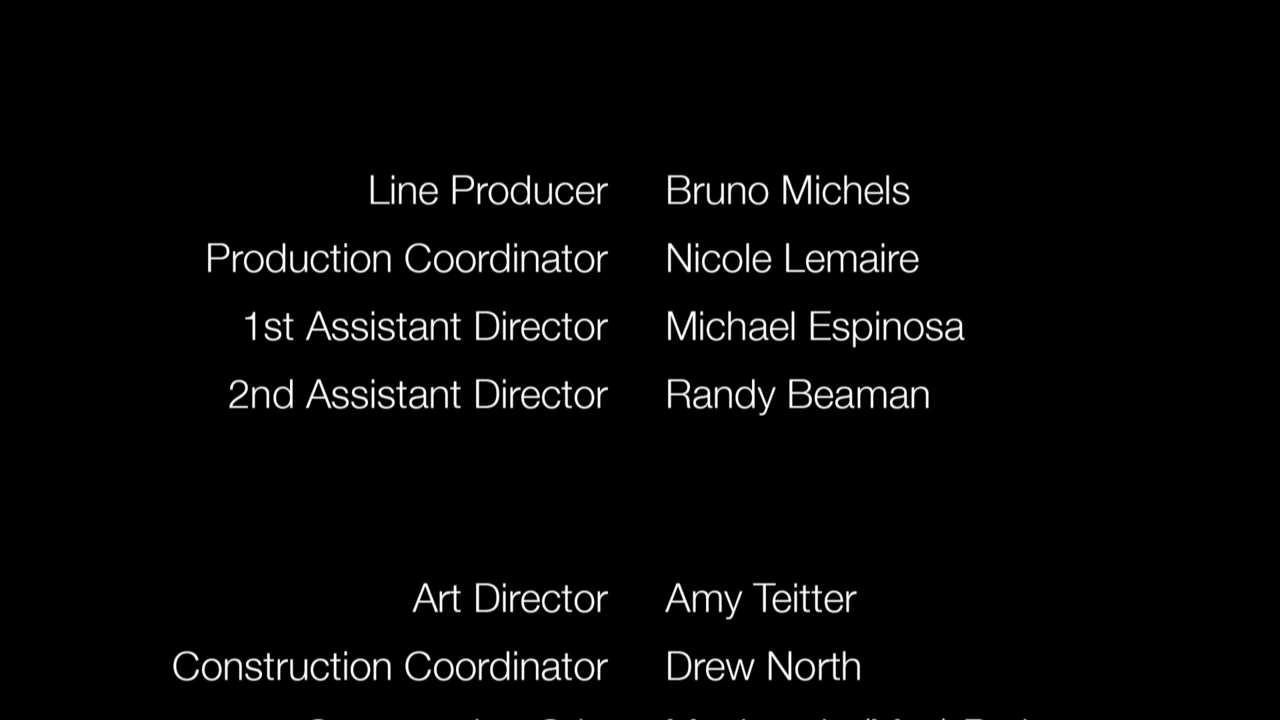 Line Producer Bruno Michels
Production Coordinator Nicole Lemaire
1st Assistant Director Michael Espinosa
2nd Assistant Director Randy Beaman
Art Director Amy Teitter
Construction Coordinator Drew North